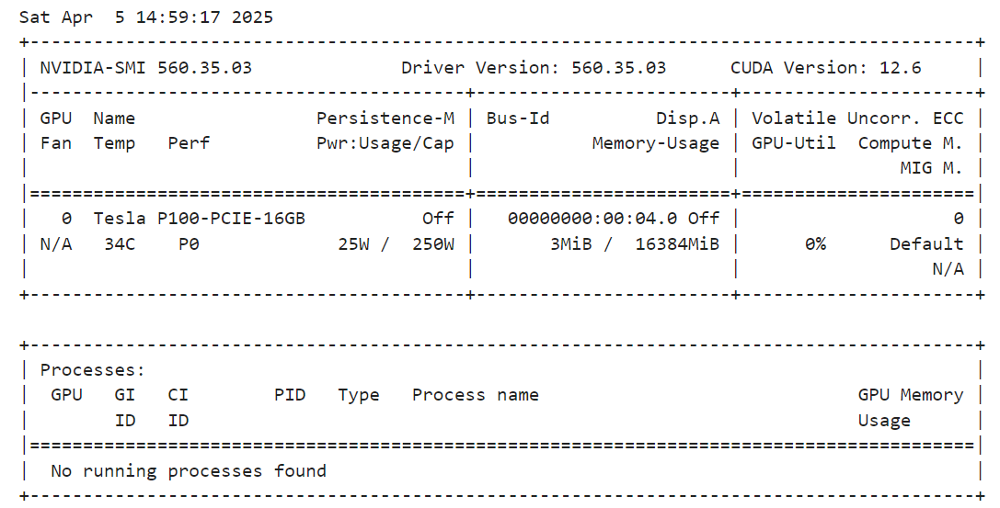 Sat Apr  5 14:59:17 2025
+-----------------------------------------------------------------------------------------+
| NVIDIA-SMI 560.35.03              Driver Version: 560.35.03      CUDA Version: 12.6     |
|-----------------------------------------+------------------------+----------------------+
| GPU  Name                 Persistence-M | Bus-Id          Disp.A | Volatile Uncorr. ECC |
| Fan  Temp   Perf          Pwr:Usage/Cap |           Memory-Usage | GPU-Util  Compute M. |
|                                         |                        |               MIG M. |
|=========================================+========================+======================|
|   0  Tesla P100-PCIE-16GB           Off |   00000000:00:04.0 Off |                    0 |
| N/A   34C    P0             25W /  250W |       3MiB /  16384MiB |      0%      Default |
|                                         |                        |                  N/A |
+-----------------------------------------+------------------------+----------------------+
+-----------------------------------------------------------------------------------------+
| Processes:                                                                              |
|  GPU   GI   CI        PID   Type   Process name                              GPU Memory |
|        ID   ID                                                               Usage      |
|=========================================================================================|
|  No running processes found                                                             |
+-----------------------------------------------------------------------------------------+